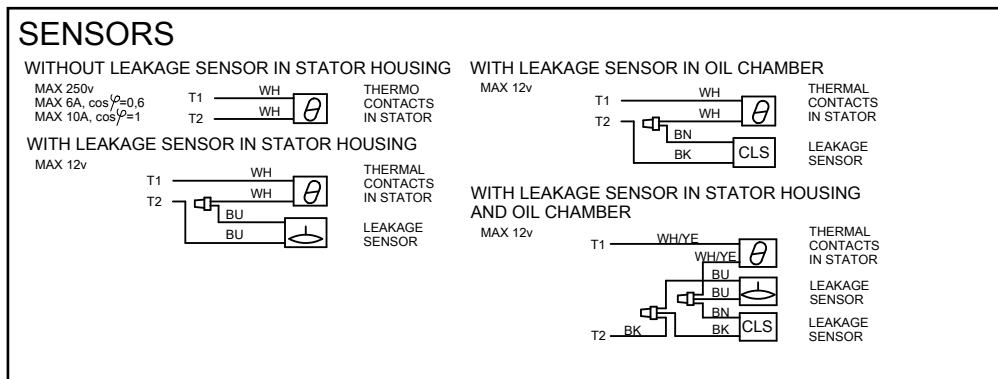 SENSORS
WITHOUT LEAKAGE SENSOR IN STATOR HOUSING
MAX 250v
MAX 6A, cosφ=0,6
MAX 10A, cosφ=1
T1 WH
T2 WH
θ
THERMO
CONTACTS
IN STATOR
WITH LEAKAGE SENSOR IN STATOR HOUSING
MAX 12v
T1 WH
T2 WH
θ
BU
BU
THERMAL
CONTACTS
IN STATOR
LEAKAGE
SENSOR
WITH LEAKAGE SENSOR IN OIL CHAMBER
MAX 12v
T1 WH
T2 WH
θ
BN
BK
CLS
THERMAL
CONTACTS
IN STATOR
LEAKAGE
SENSOR
WITH LEAKAGE SENSOR IN STATOR HOUSING
AND OIL CHAMBER
MAX 12v
T1 WH/YE
WH/YE
θ
BU
BU
BN
T2 BK BK
CLS
THERMAL
CONTACTS
IN STATOR
LEAKAGE
SENSOR
LEAKAGE
SENSOR